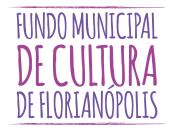 FUNDO MUNICIPAL
DE CULTURA
DE FLORIANÓPOLIS